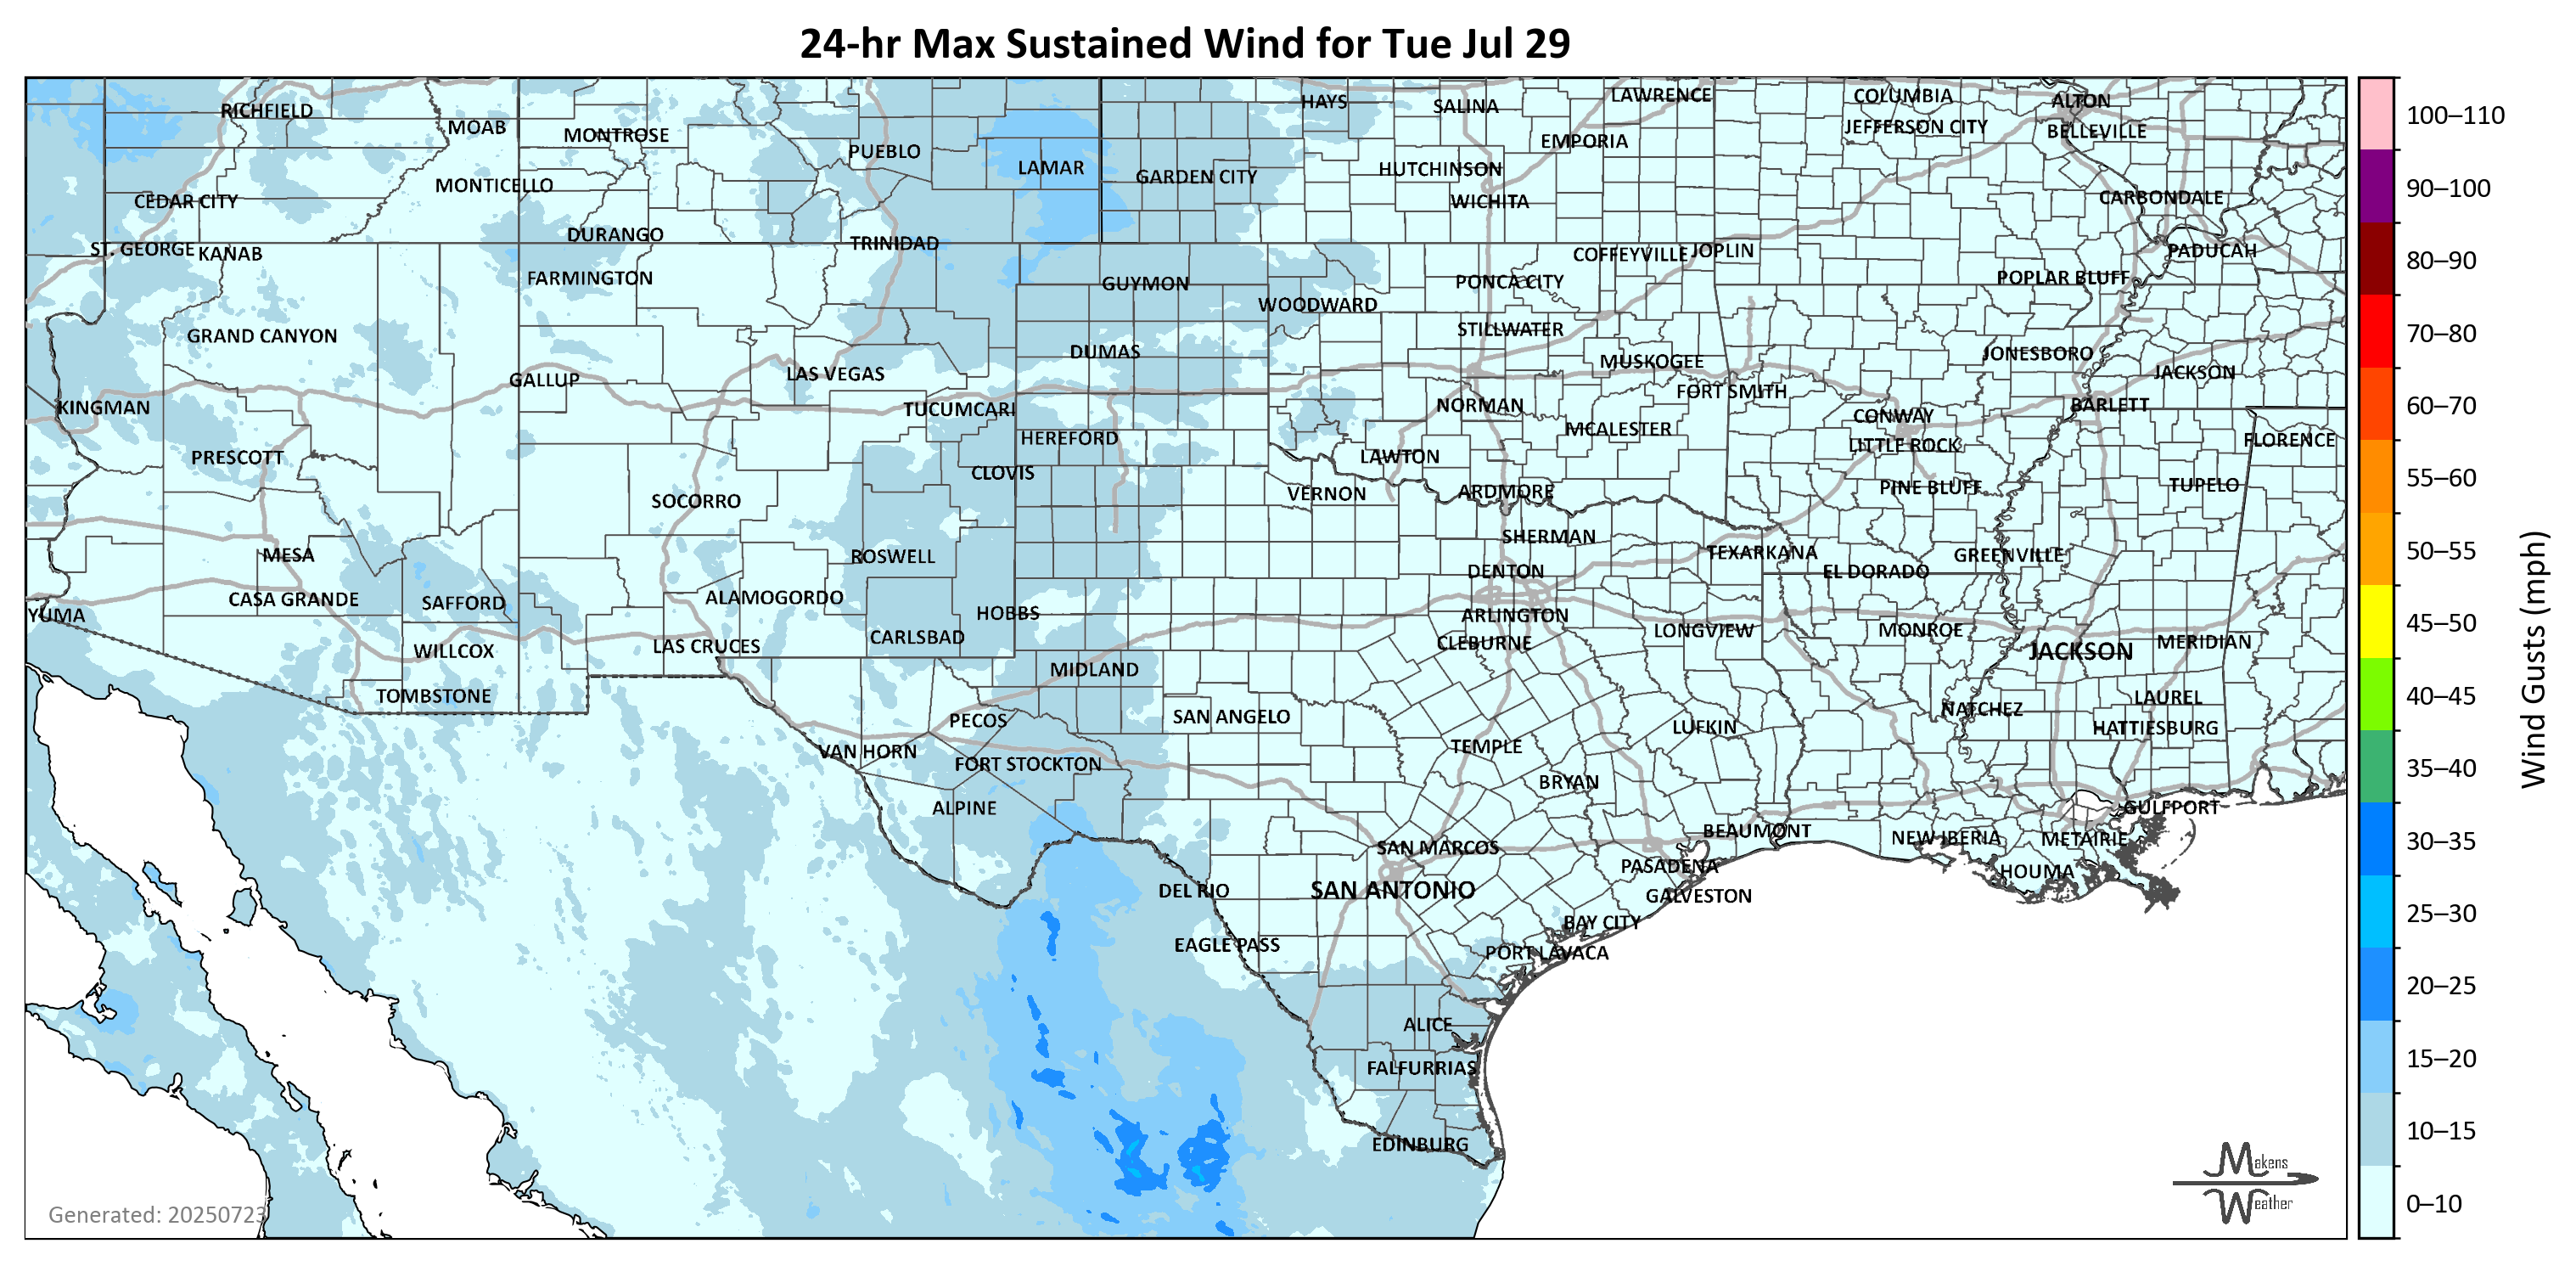 24-hr Max Sustained Wind for Tue Jul 29
RICHFIELD
MOAB
MONTROSE
PUEBLO
LAMAR
GARDEN CITY
HAYS
SALINA
LAWRENCE
EMPORIA
HUTCHINSON
WICHITA
COLUMBIA
JEFFERSON CITY
ALTON
BELLEVILLE
CARBONDALE
MONTICELLO
CEDAR CITY
ST. GEORGE
KANAB
DURANGO
TRINIDAD
FARMINGTON
GUYMON
WOODWARD
PONCA CITY
COFFEYVILLE
JOPLIN
POPLAR BLUFF
PADUCAH
GRAND CANYON
STILLWATER
DUMAS
MUSKOGEE
JONESBORO
JACKSON
GALLUP
LAS VEGAS
FORT SMITH
KINGMAN
TUCUMCARI
NORMAN
CONWAY
BARLETT
HEREFORD
MCALESTER
LITTLE ROCK
FLORENCE
PRESCOTT
CLOVIS
LAWTON
SOCORRO
VERNON
ARDMORE
PINE BLUFF
TUPELO
SHERMAN
MESA
ROSWELL
TEXARKANA
GREENVILLE
DENTON
EL DORADO
CASA GRANDE
SAFFORD
ALAMOGORDO
HOBBS
ARLINGTON
YUMA
CARLSBAD
CLEBURNE
LONGVIEW
MONROE
WILLCOX
LAS CRUCES
JACKSON
MERIDIAN
MIDLAND
TOMBSTONE
PECOS
SAN ANGELO
LUFKIN
NATCHEZ
LAUREL
HATTIESBURG
VAN HORN
FORT STOCKTON
TEMPLE
BRYAN
ALPINE
GULFPORT
BEAUMONT
NEW IBERIA
METAIRIE
SAN MARCOS
PASADENA
HOUMA
DEL RIO
SAN ANTONIO
GALVESTON
BAY CITY
EAGLE PASS
PORT LAVACA
ALICE
FALFURRIAS
EDINBURG
Generated: 20250723
Makens
Weather
100–110
90–100
80–90
70–80
60–70
55–60
50–55
45–50
40–45
35–40
30–35
25–30
20–25
15–20
10–15
0–10
Wind Gusts (mph)